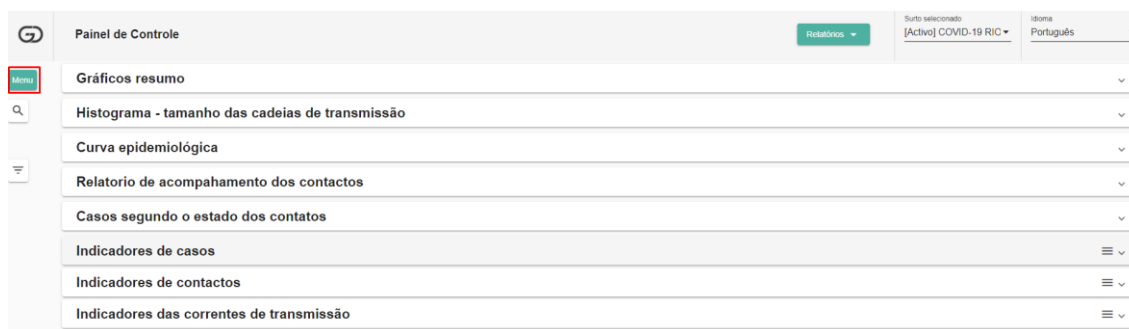 Painel de Controle
Relatórios
Surto selecionado
[Activo] COVID-19 RIC
Idioma
Português
Menu
Gráficos resumo
Histograma - tamanho das cadeias de transmissão
Curva epidemiológica
Relatorio de acompahamento dos contactos
Casos segundo o estado dos contatos
Indicadores de casos
Indicadores de contactos
Indicadores das correntes de transmissão